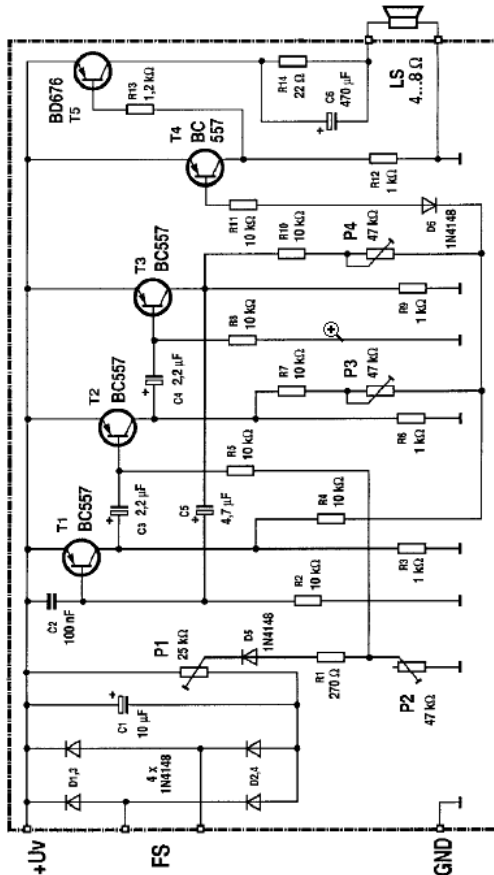 +Uv
FS
GND
D1,3
D2,4
4 x
1N4148
C1
10 µF
P1
25 kΩ
D5
1N4148
R1
270 Ω
P2
47 kΩ
C2
100 nF
T1
BC557
R2
10 kΩ
R3
1 kΩ
R4
10 kΩ
C3
2,2 µF
C5
4,7 µF
R5
10 kΩ
T2
BC557
R6
1 kΩ
R7
10 kΩ
P3
47 kΩ
C4
2,2 µF
R8
10 kΩ
T3
BC557
R9
1 kΩ
R10
10 kΩ
P4
47 kΩ
R11
10 kΩ
D6
1N4148
T4
BC
557
R12
1 kΩ
BD676
T5
R13
1,2 kΩ
R14
22 Ω
C6
470 µF
LS
4...8 Ω